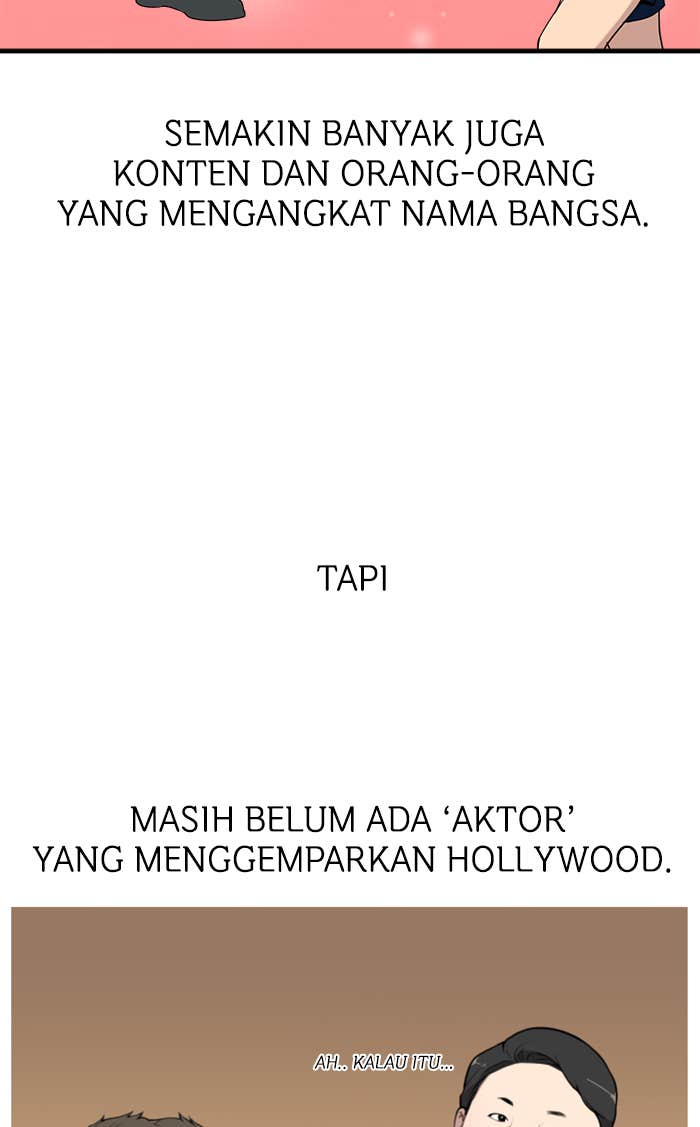 SEMAKIN BANYAK JUGA
KONTEN DAN ORANG-ORANG
YANG MENGANGKAT NAMA BANGSA.
TAPI
MASIH BELUM ADA ‘AKTOR’
YANG MENGGEMPARKAN HOLLYWOOD.
AH.. KALAU ITU...